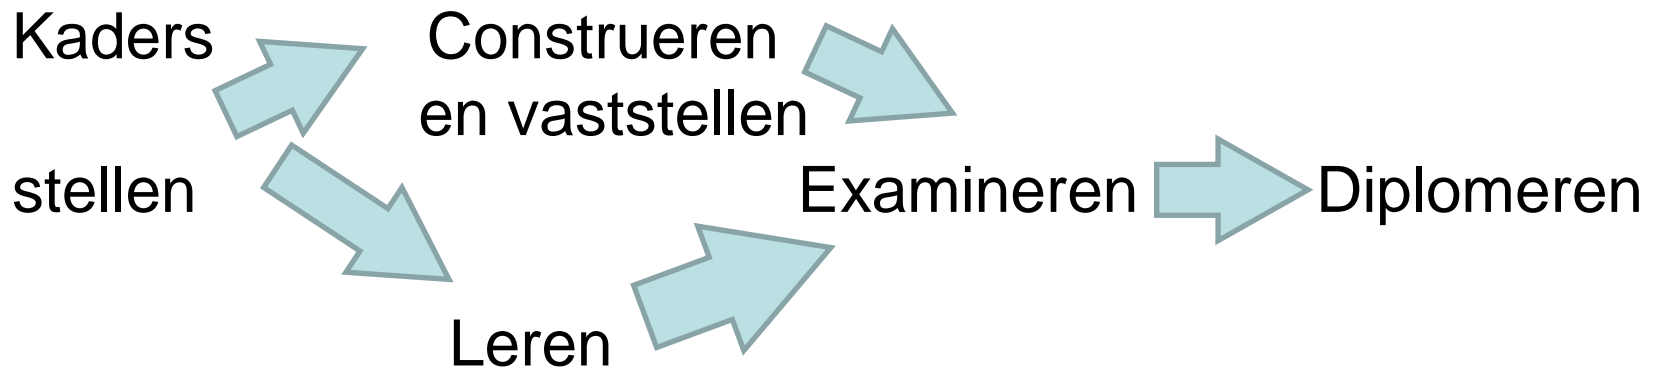 Kaders
stellen
Construeren
en vaststellen
Leren
Examineren
Diplomeren